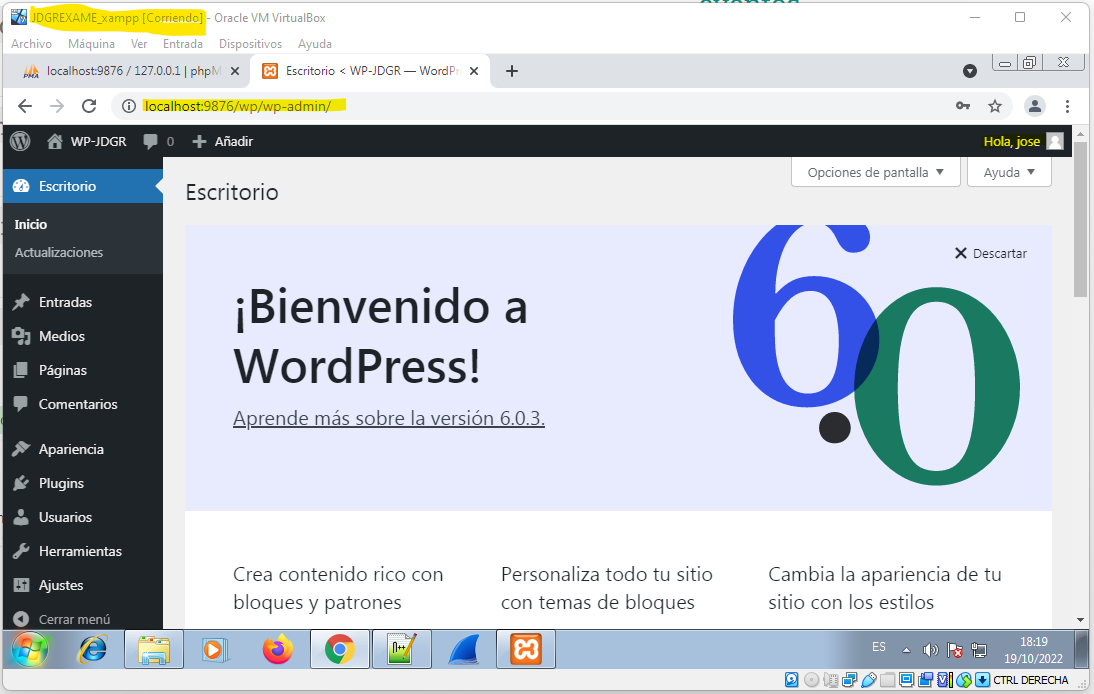 JDGREXAME_xampp [Corriendo] - Oracle VM VirtualBox
Archivo Máquina Ver Entrada Dispositivos Ayuda
PMA localhost:9876 / 127.0.0.1 | phpM
Escritorio < WP-JDGR — WordPr
localhost:9876/wp/wp-admin/
WP-JDGR 0 Añadir Hola, jose
Opciones de pantalla Ayuda
Escritorio
Inicio
Actualizaciones
Entradas
Medios
Páginas
Comentarios
Apariencia
Plugins
Usuarios
Herramientas
Ajustes
Cerrar menú
Escritorio
Descartar
6.0
¡Bienvenido a
WordPress!
Aprende más sobre la versión 6.0.3.
Crea contenido rico con
bloques y patrones
Personaliza todo tu sitio
con temas de bloques
Cambia la apariencia de tu
sitio con los estilos
ES
18:19
19/10/2022
CTRL DERECHA